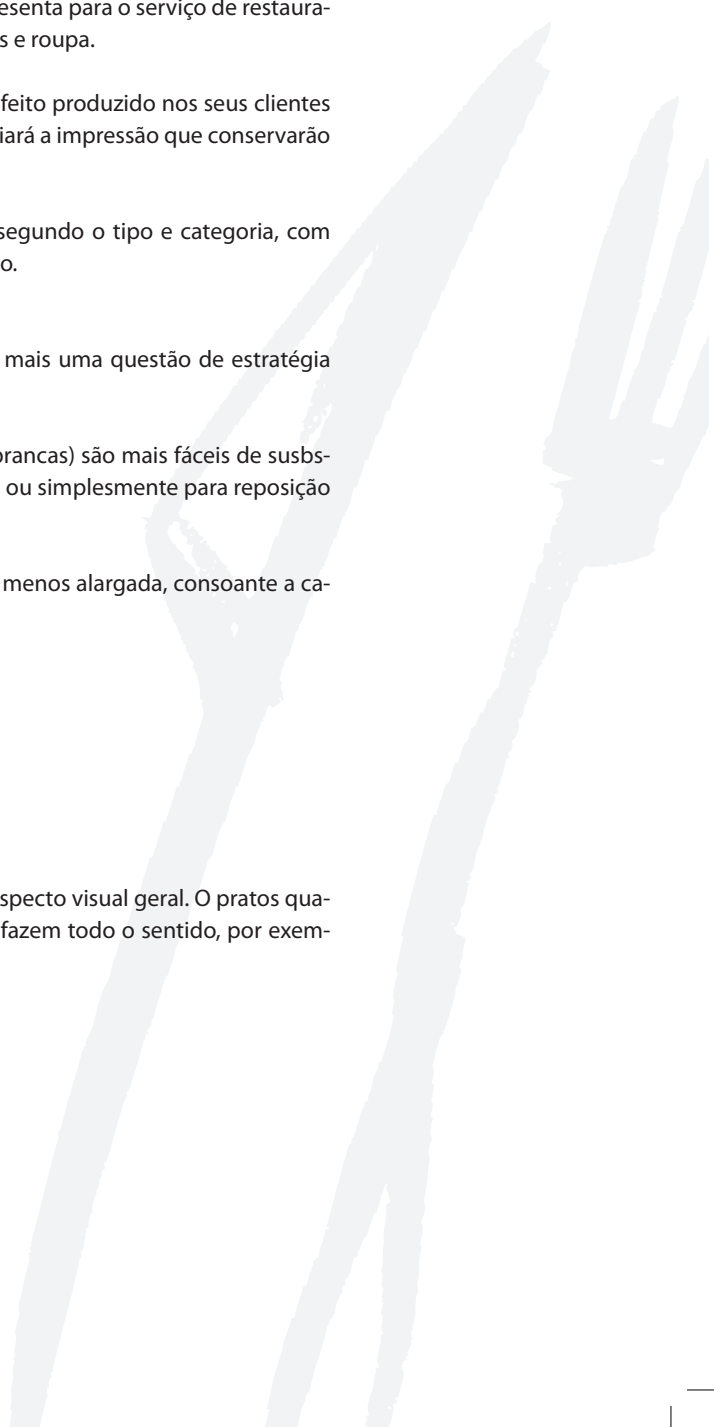 esenta para o serviço de restaura-
s e roupa.
feito produzido nos seus clientes
iará a impressão que conservarão
segundo o tipo e categoria, com
o.
mais uma questão de estratégia
brancas) são mais fáceis de susbs-
ou simplesmente para reposição
menos alargada, consoante a ca-
specto visual geral. O pratos qua-
fazem todo o sentido, por exem-